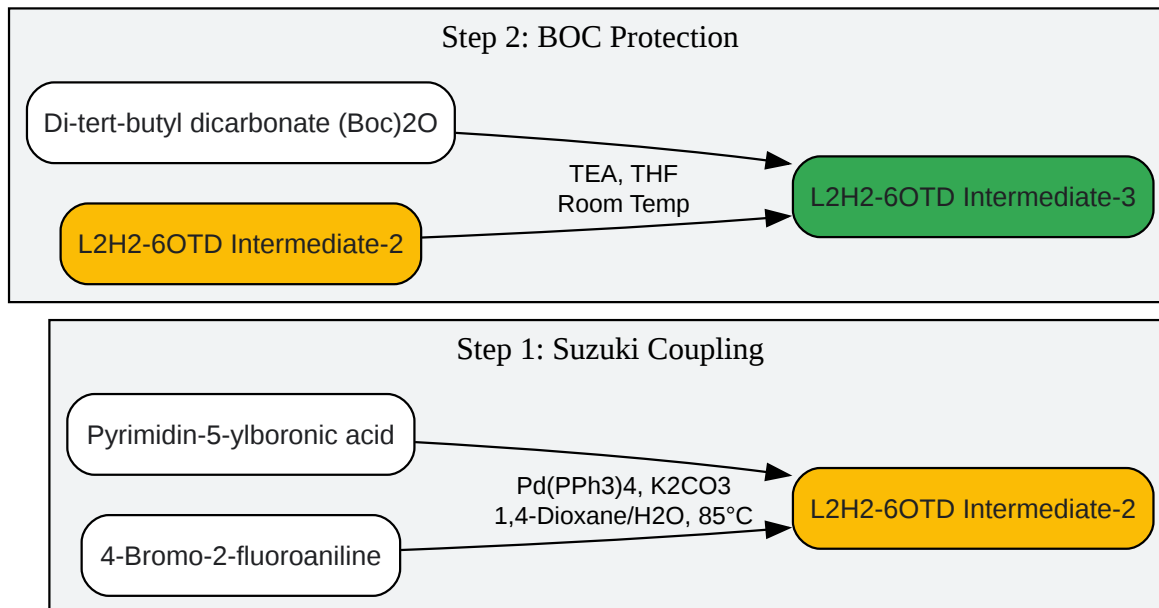 Step 2: BOC Protection
Di-tert-butyl dicarbonate (Boc)2O
TEA, THF
Room Temp
L2H2-6OTD Intermediate-3
L2H2-6OTD Intermediate-2
Step 1: Suzuki Coupling
Pyrimidin-5-ylboronic acid
Pd(PPh3)4, K2CO3
1,4-Dioxane/H2O, 85°C
L2H2-6OTD Intermediate-2
4-Bromo-2-fluoroaniline